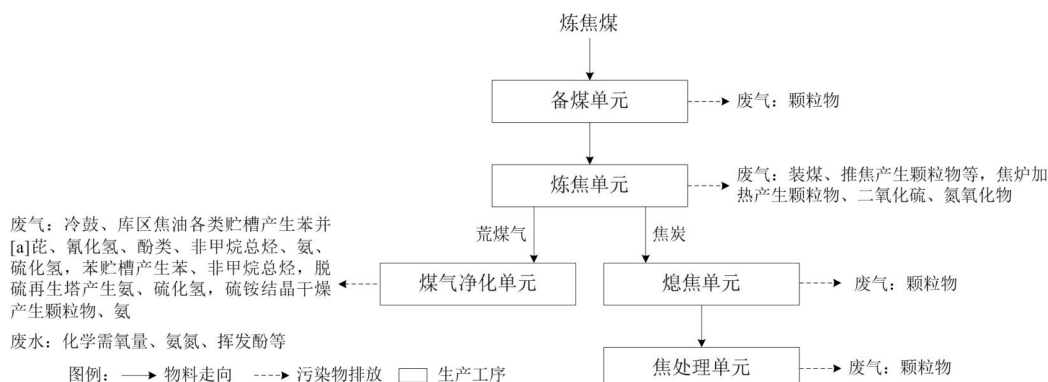 炼焦煤
备煤单元
废气：颗粒物
炼焦单元
废气：装煤、推焦产生颗粒物等，焦炉加
热产生颗粒物、二氧化硫、氮氧化物
荒煤气
焦炭
废气：冷鼓、库区焦油各类贮槽产生苯并
[a]芘、氰化氢、酚类、非甲烷总烃、氨、
硫化氢，苯贮槽产生苯、非甲烷总烃，脱
硫再生塔产生氨、硫化氢，硫铵结晶干燥
产生颗粒物、氨
废水：化学需氧量、氨氮、挥发酚等
煤气净化单元
熄焦单元
废气：颗粒物
焦处理单元
废气：颗粒物
图例： 物料走向 污染物排放 生产工序